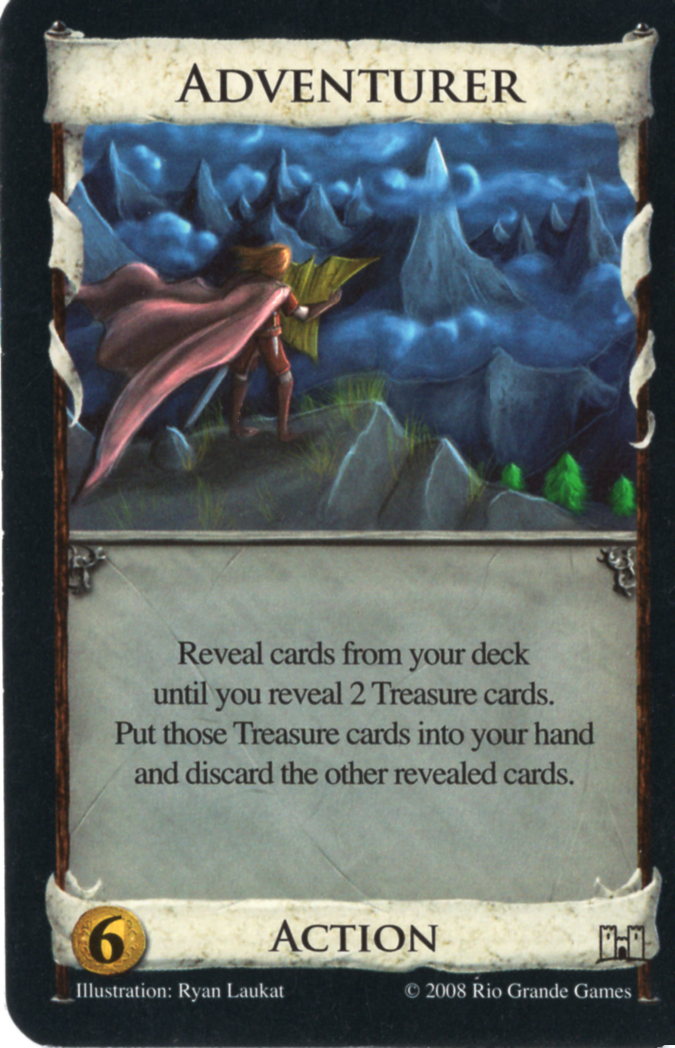 ADVENTURER
Reveal cards from your deck
until you reveal 2 Treasure cards.
Put those Treasure cards into your hand
and discard the other revealed cards.
6 ACTION
Illustration: Ryan Laukat © 2008 Rio Grande Games